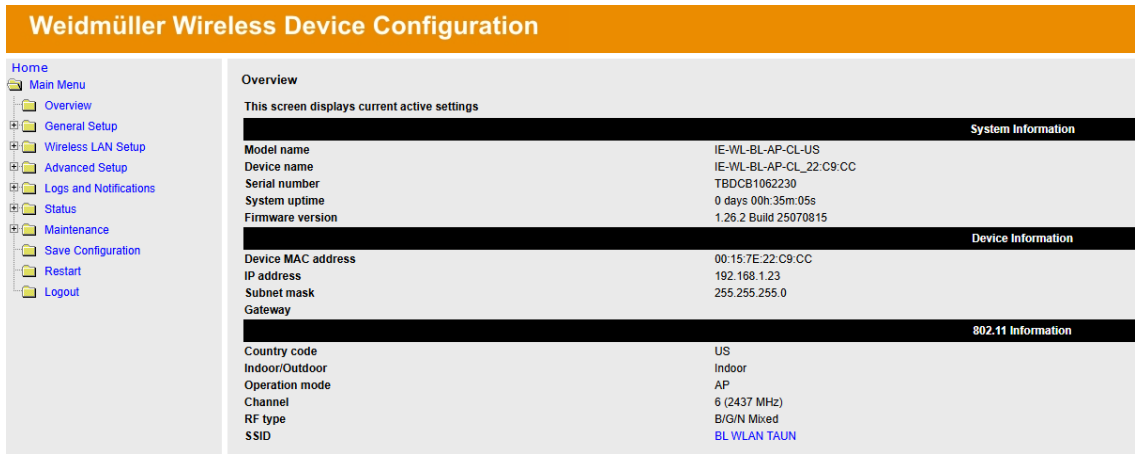 Weidmüller Wireless Device Configuration
Home
Main Menu
Overview
General Setup
Wireless LAN Setup
Advanced Setup
Logs and Notifications
Status
Maintenance
Save Configuration
Restart
Logout
Overview
This screen displays current active settings
System Information
Model name IE-WL-BL-AP-CL-US
Device name IE-WL-BL-AP-CL_22:C9:CC
Serial number TBDCB1062230
System uptime 0 days 00h:35m:05s
Firmware version 1.26.2 Build 25070815
Device Information
Device MAC address 00:15:7E:22:C9:CC
IP address 192.168.1.23
Subnet mask 255.255.255.0
Gateway
802.11 Information
Country code US
Indoor/Outdoor Indoor
Operation mode AP
Channel 6 (2437 MHz)
RF type B/G/N Mixed
SSID BL WLAN TAUN